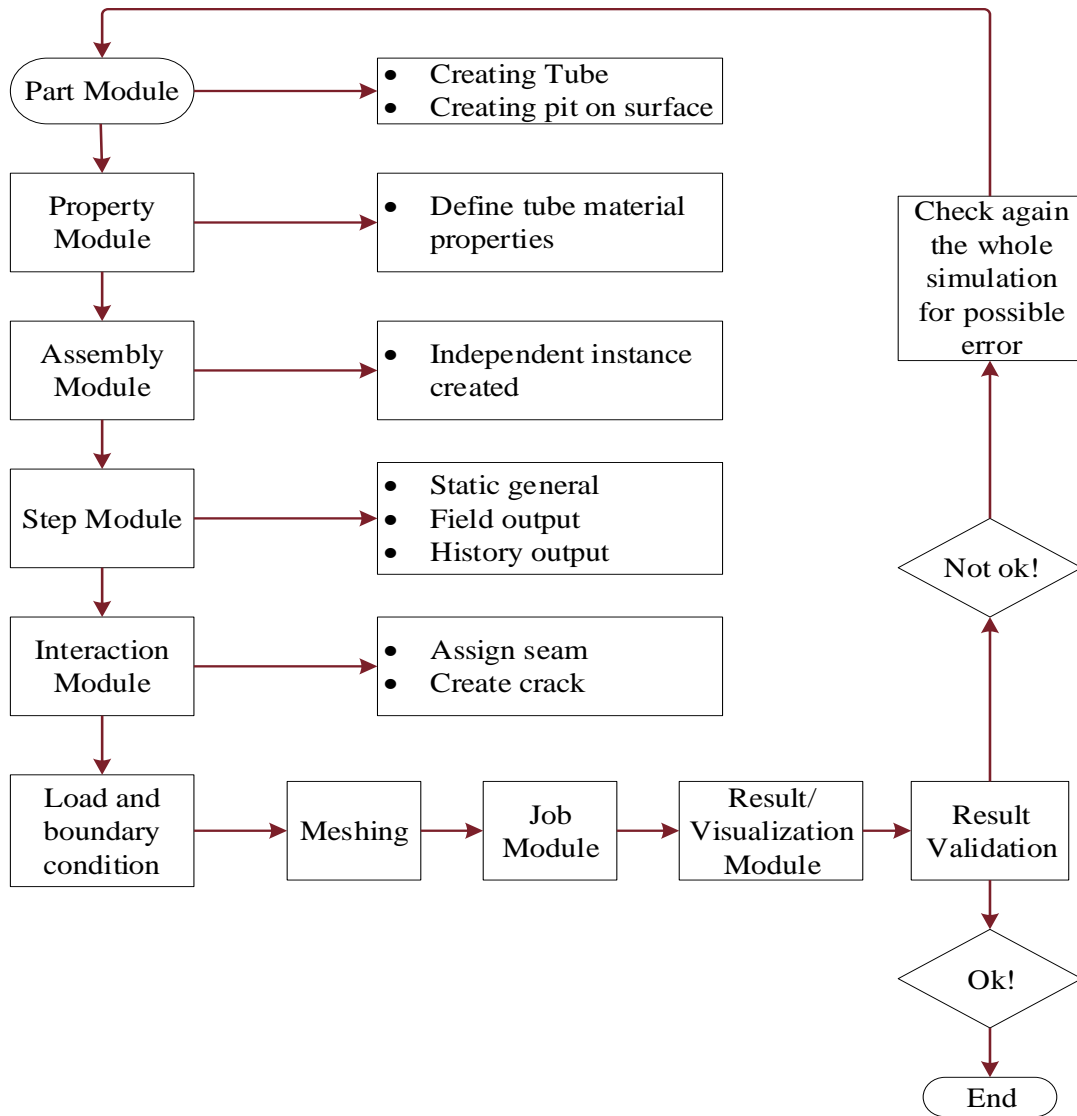 Part Module
• Creating Tube
• Creating pit on surface
Property
Module
• Define tube material
properties
Assembly
Module
• Independent instance
created
Step Module
• Static general
• Field output
• History output
Interaction
Module
• Assign seam
• Create crack
Load and
boundary
condition
Meshing
Job
Module
Result/
Visualization
Module
Result
Validation
Not ok!
Check again
the whole
simulation
for possible
error
Ok!
End